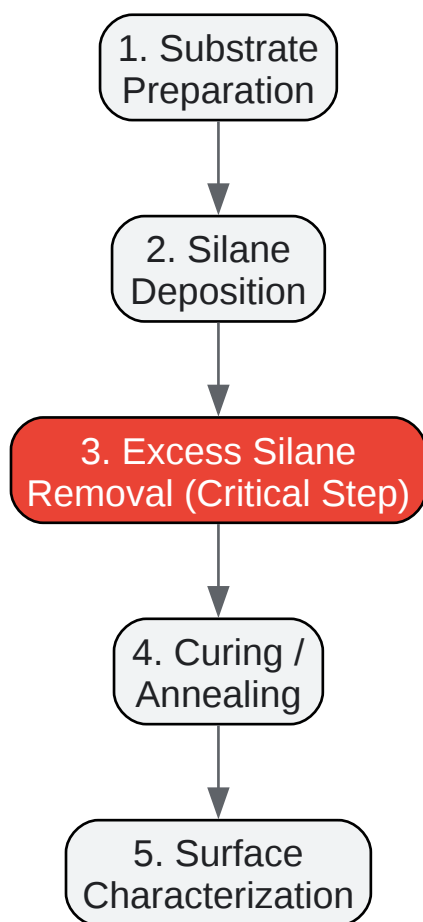 1. Substrate
Preparation
2. Silane
Deposition
3. Excess Silane
Removal (Critical Step)
4. Curing /
Annealing
5. Surface
Characterization